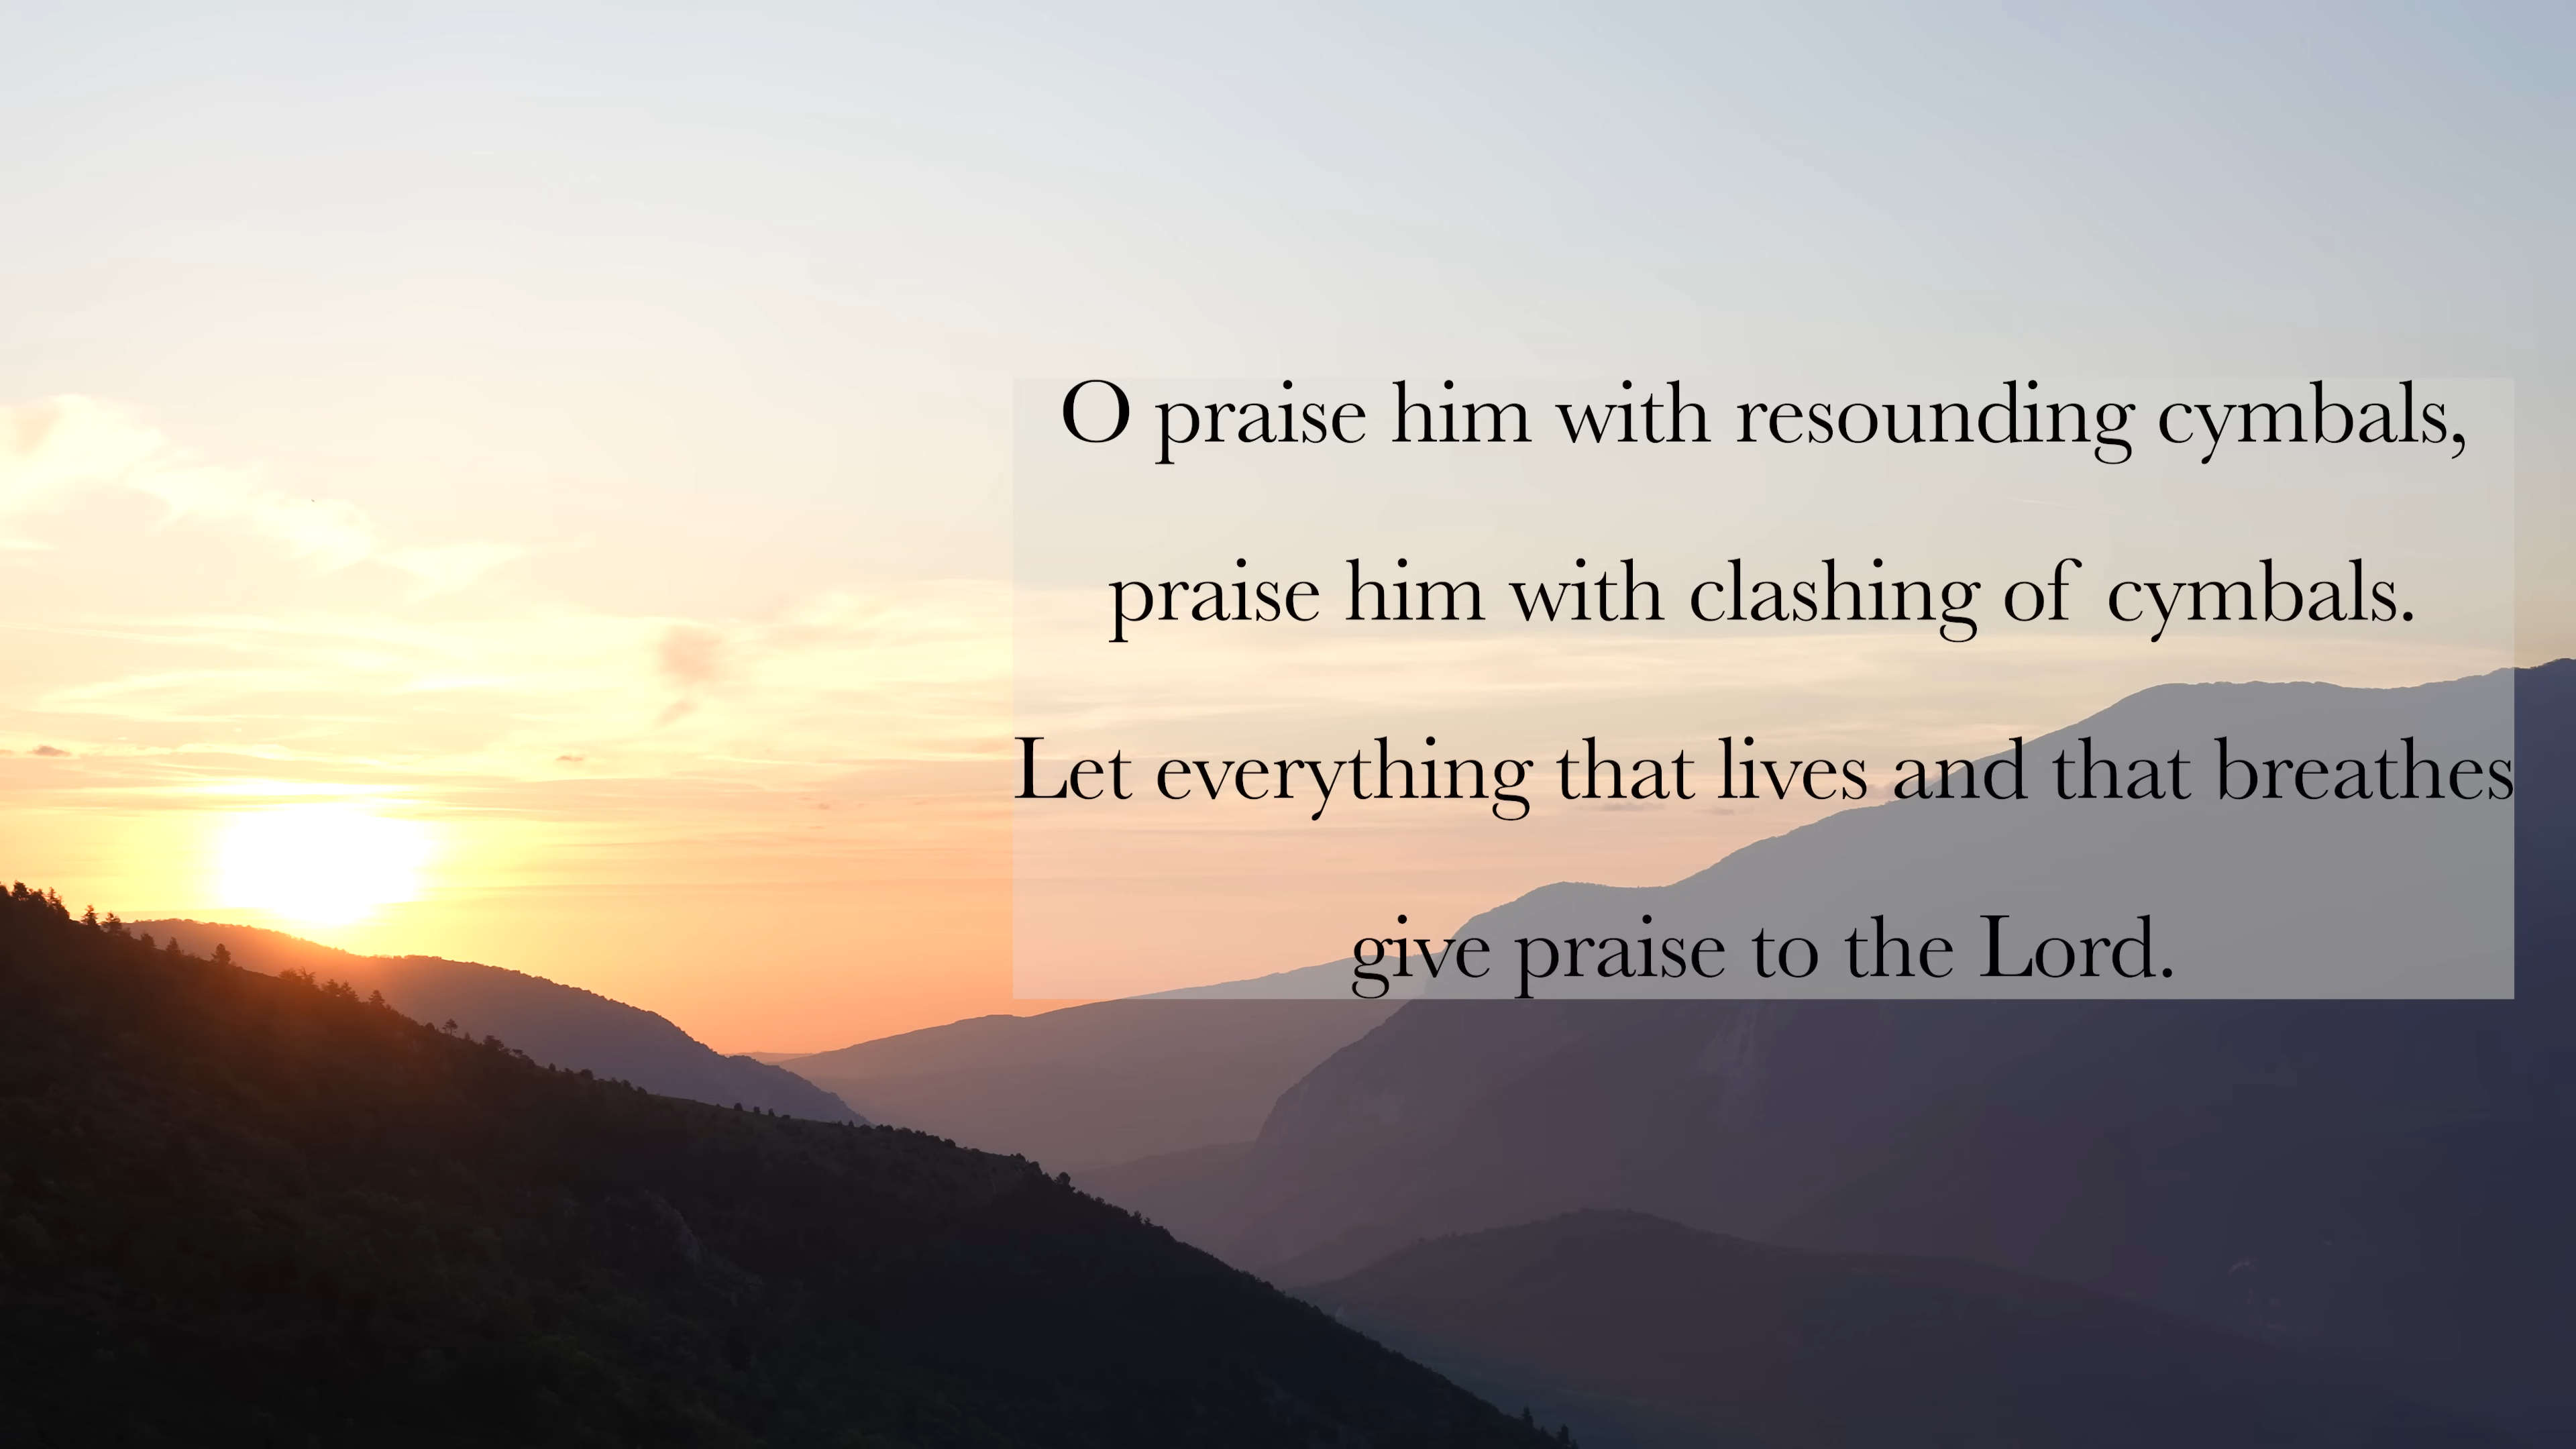 O praise him with resounding cymbals,
praise him with clashing of cymbals.
Let everything that lives and that breathes
give praise to the Lord.